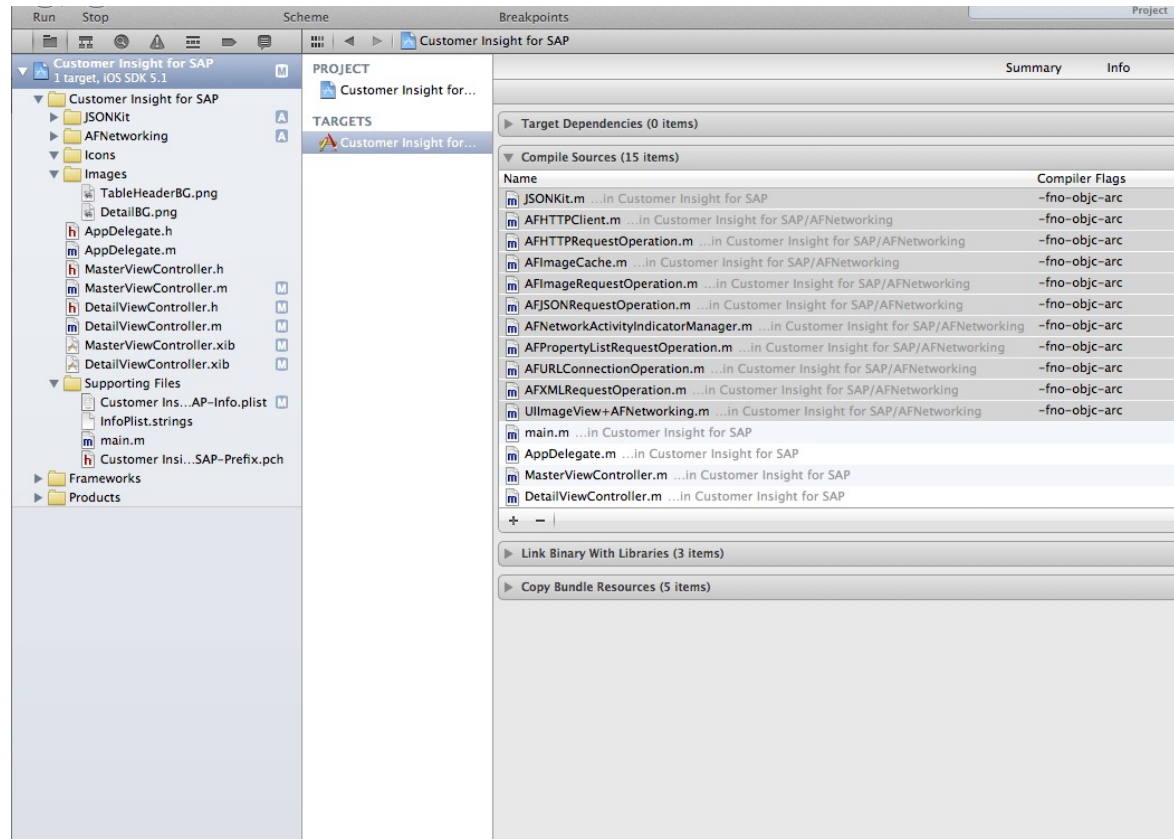 Run Stop Scheme Breakpoints Project
Customer Insight for SAP
Customer Insight for SAP M
1 target, iOS SDK 5.1
Customer Insight for SAP
JSONKit A
AFNetworking A
Icons
Images
TableHeaderBG.png
DetailBG.png
h AppDelegate.h
m AppDelegate.m
h MasterViewController.h
m MasterViewController.m M
h DetailViewController.h M
m DetailViewController.m M
MasterViewController.xib M
DetailViewController.xib M
Supporting Files
Customer Ins...AP-Info.plist M
InfoPlist.strings
m main.m
h Customer Insi...SAP-Prefix.pch
Frameworks
Products
PROJECT
Customer Insight for...
TARGETS
Customer Insight for...
Summary Info
Target Dependencies (0 items)
Compile Sources (15 items)
Name Compiler Flags
m JSONKit.m ...in Customer Insight for SAP -fno-objc-arc
m AFHTTPClient.m ...in Customer Insight for SAP/AFNetworking -fno-objc-arc
m AFHTTPRequestOperation.m ...in Customer Insight for SAP/AFNetworking -fno-objc-arc
m AFImageCache.m ...in Customer Insight for SAP/AFNetworking -fno-objc-arc
m AFImageRequestOperation.m ...in Customer Insight for SAP/AFNetworking -fno-objc-arc
m AFJSONRequestOperation.m ...in Customer Insight for SAP/AFNetworking -fno-objc-arc
m AFNetworkActivityIndicatorManager.m ...in Customer Insight for SAP/AFNetworking -fno-objc-arc
m AFPropertyListRequestOperation.m ...in Customer Insight for SAP/AFNetworking -fno-objc-arc
m AFURLConnectionOperation.m ...in Customer Insight for SAP/AFNetworking -fno-objc-arc
m AFXMLRequestOperation.m ...in Customer Insight for SAP/AFNetworking -fno-objc-arc
m UIImageView+AFNetworking.m ...in Customer Insight for SAP/AFNetworking -fno-objc-arc
m main.m ...in Customer Insight for SAP
m AppDelegate.m ...in Customer Insight for SAP
m MasterViewController.m ...in Customer Insight for SAP
m DetailViewController.m ...in Customer Insight for SAP
+ −
Link Binary With Libraries (3 items)
Copy Bundle Resources (5 items)